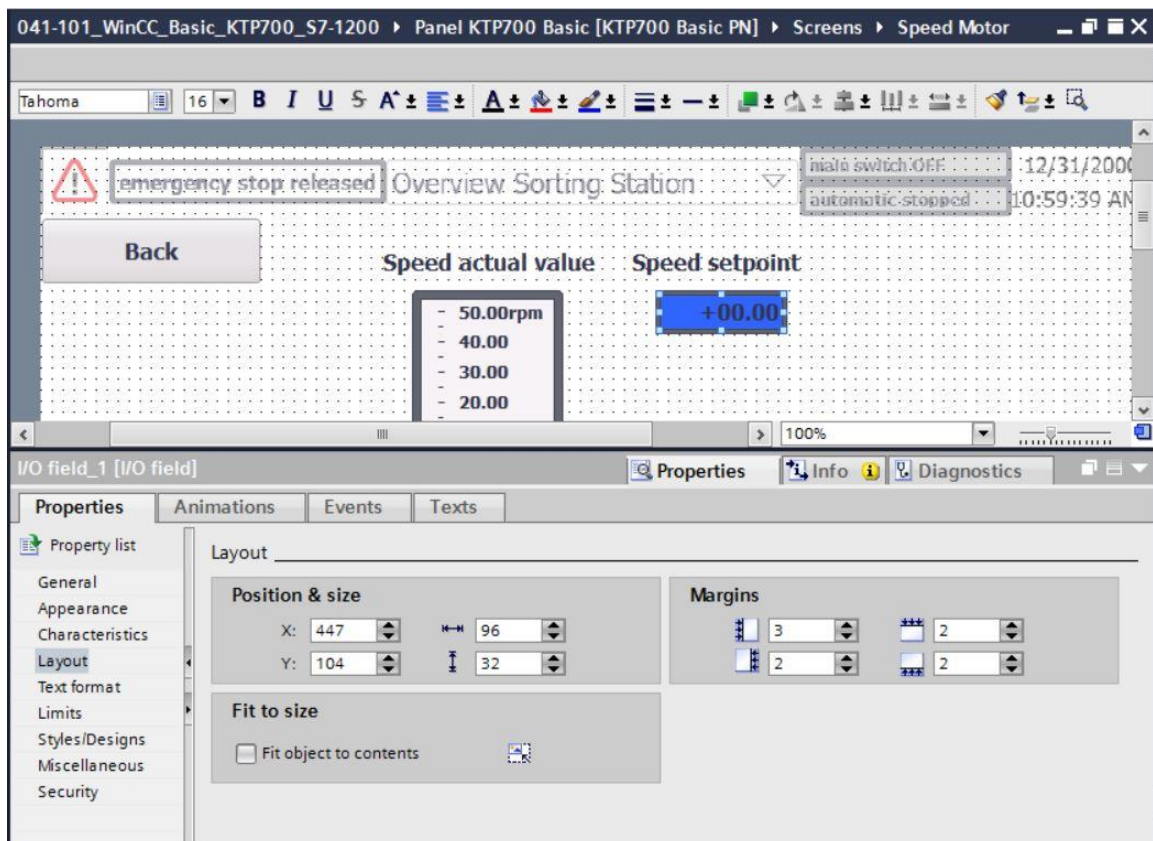 041-101_WinCC_Basic_KTP700_S7-1200 ▸ Panel KTP700 Basic [KTP700 Basic PN] ▸ Screens ▸ Speed Motor
Tahoma 16 B I U S A A
emergency stop released Overview Sorting Station main switch OFF 12/31/2000
automatic stopped 10:59:39 AM
Back
Speed actual value Speed setpoint
50.00rpm +00.00
40.00
30.00
20.00
100%
I/O field_1 [I/O field] Properties Info Diagnostics
Properties Animations Events Texts
Property list
Layout
General
Appearance
Characteristics
Layout
Text format
Limits
Styles/Designs
Miscellaneous
Security
Position & size
X: 447 96
Y: 104 32
Margins
3 2
2 2
Fit to size
Fit object to contents